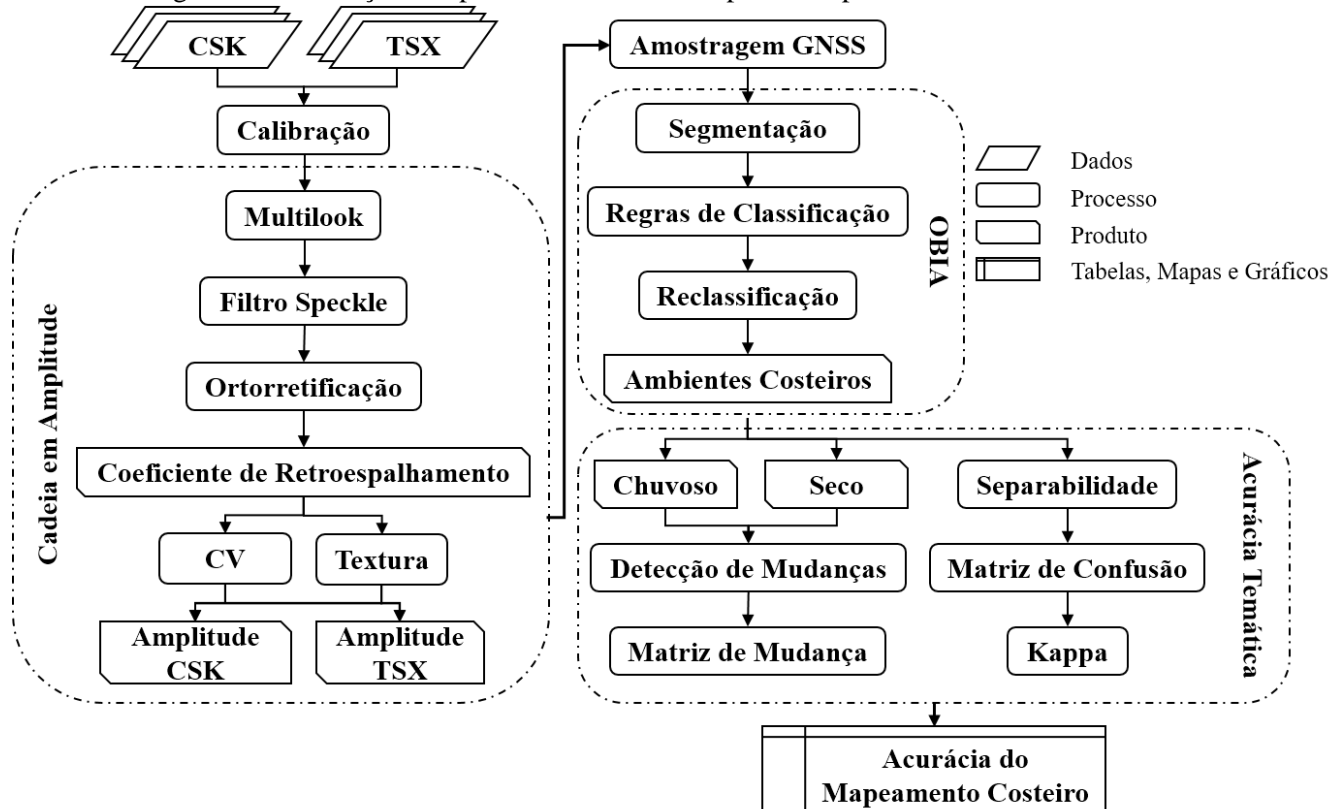 CSK
TSX
Calibração
Multilook
Filtro Speckle
Ortorretificação
Coeficiente de Retroespalhamento
CV
Textura
Amplitude
CSK
Amplitude
TSX
Cadeia em Amplitude
Amostragem GNSS
Segmentação
Regras de Classificação
Reclassificação
Ambientes Costeiros
OBIA
Dados
Processo
Produto
Tabelas, Mapas e Gráficos
Chuvoso
Seco
Separabilidade
Detecção de Mudanças
Matriz de Confusão
Matriz de Mudança
Kappa
Acurácia Temática
Acurácia do
Mapeamento Costeiro